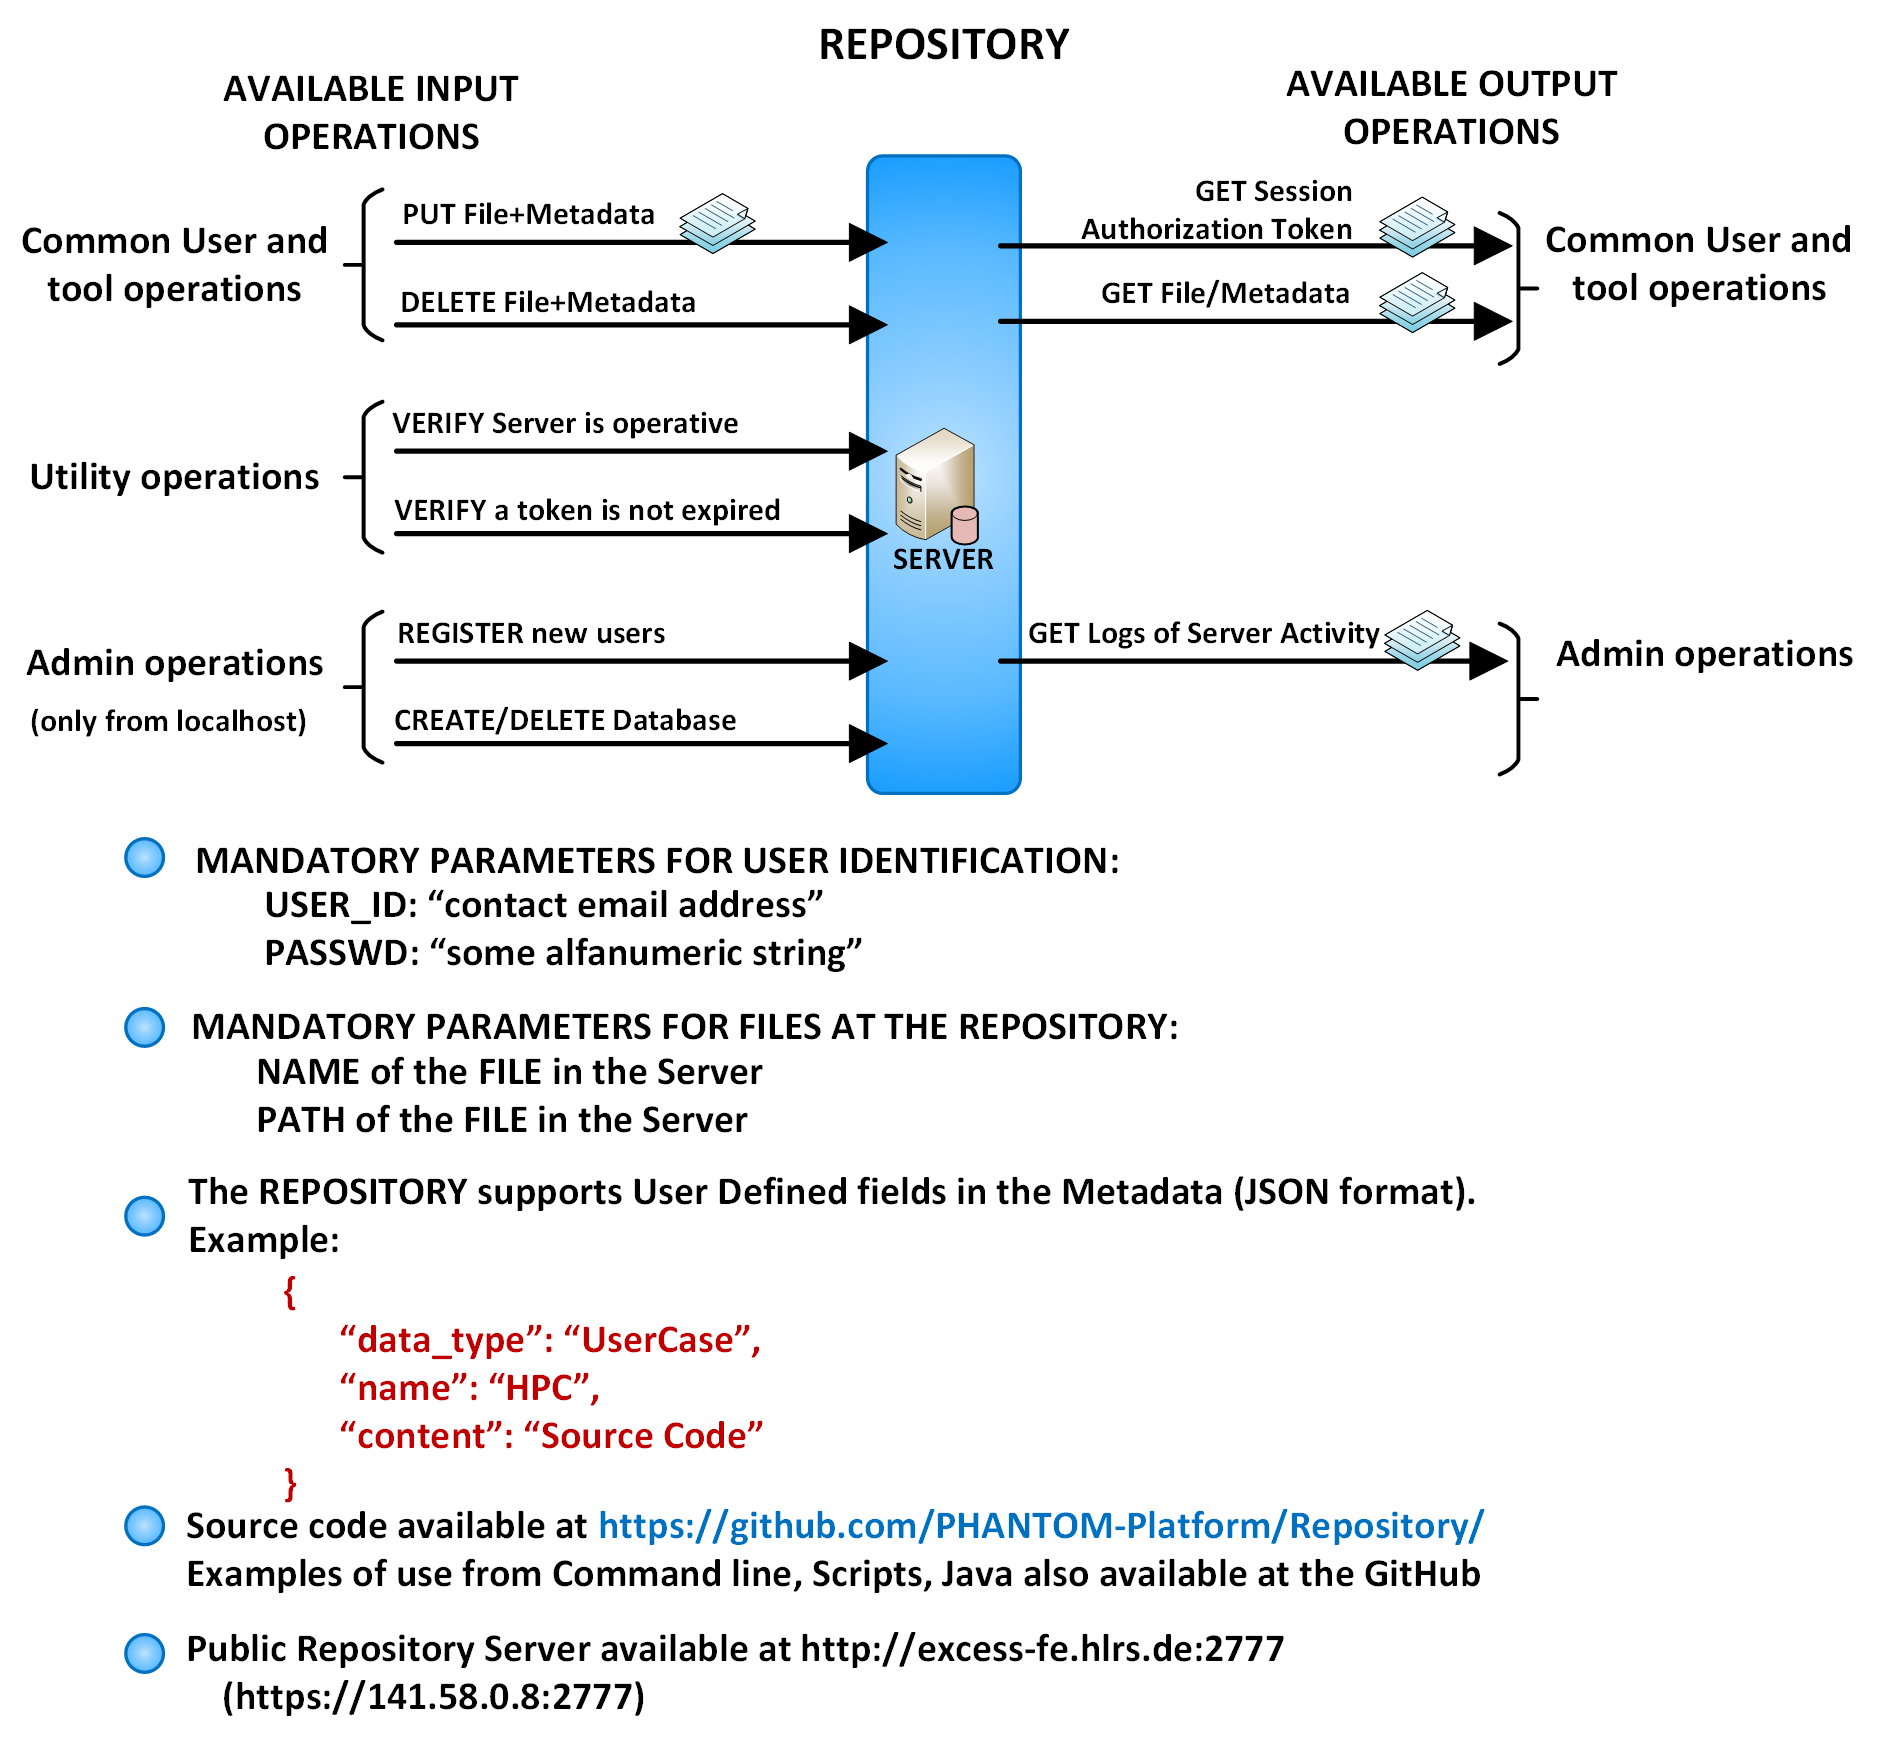 REPOSITORY
AVAILABLE INPUT
OPERATIONS
AVAILABLE OUTPUT
OPERATIONS
Common User and
tool operations
PUT File+Metadata
DELETE File+Metadata
GET Session
Authorization Token
GET File/Metadata
Common User and
tool operations
Utility operations
VERIFY Server is operative
VERIFY a token is not expired
SERVER
Admin operations
(only from localhost)
REGISTER new users
CREATE/DELETE Database
GET Logs of Server Activity
Admin operations
MANDATORY PARAMETERS FOR USER IDENTIFICATION:
USER_ID: “contact email address”
PASSWD: “some alfanumeric string”
MANDATORY PARAMETERS FOR FILES AT THE REPOSITORY:
NAME of the FILE in the Server
PATH of the FILE in the Server
The REPOSITORY supports User Defined fields in the Metadata (JSON format).
Example:
{
“data_type”: “UserCase”,
“name”: “HPC”,
“content”: “Source Code”
}
Source code available at https://github.com/PHANTOM-Platform/Repository/
Examples of use from Command line, Scripts, Java also available at the GitHub
Public Repository Server available at http://excess-fe.hlrs.de:2777
(https://141.58.0.8:2777)